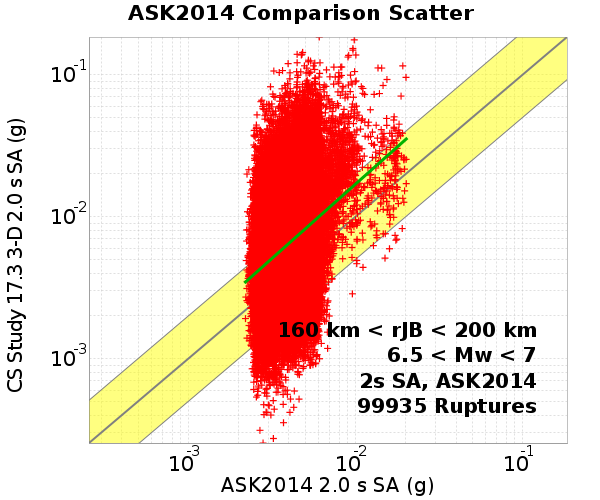 ASK2014 Comparison Scatter
CS Study 17.3 3-D 2.0 s SA (g)
10-1
10-2
10-3
160 km < rJB < 200 km
6.5 < Mw < 7
2s SA, ASK2014
99935 Ruptures
10-3 10-2 10-1
ASK2014 2.0 s SA (g)